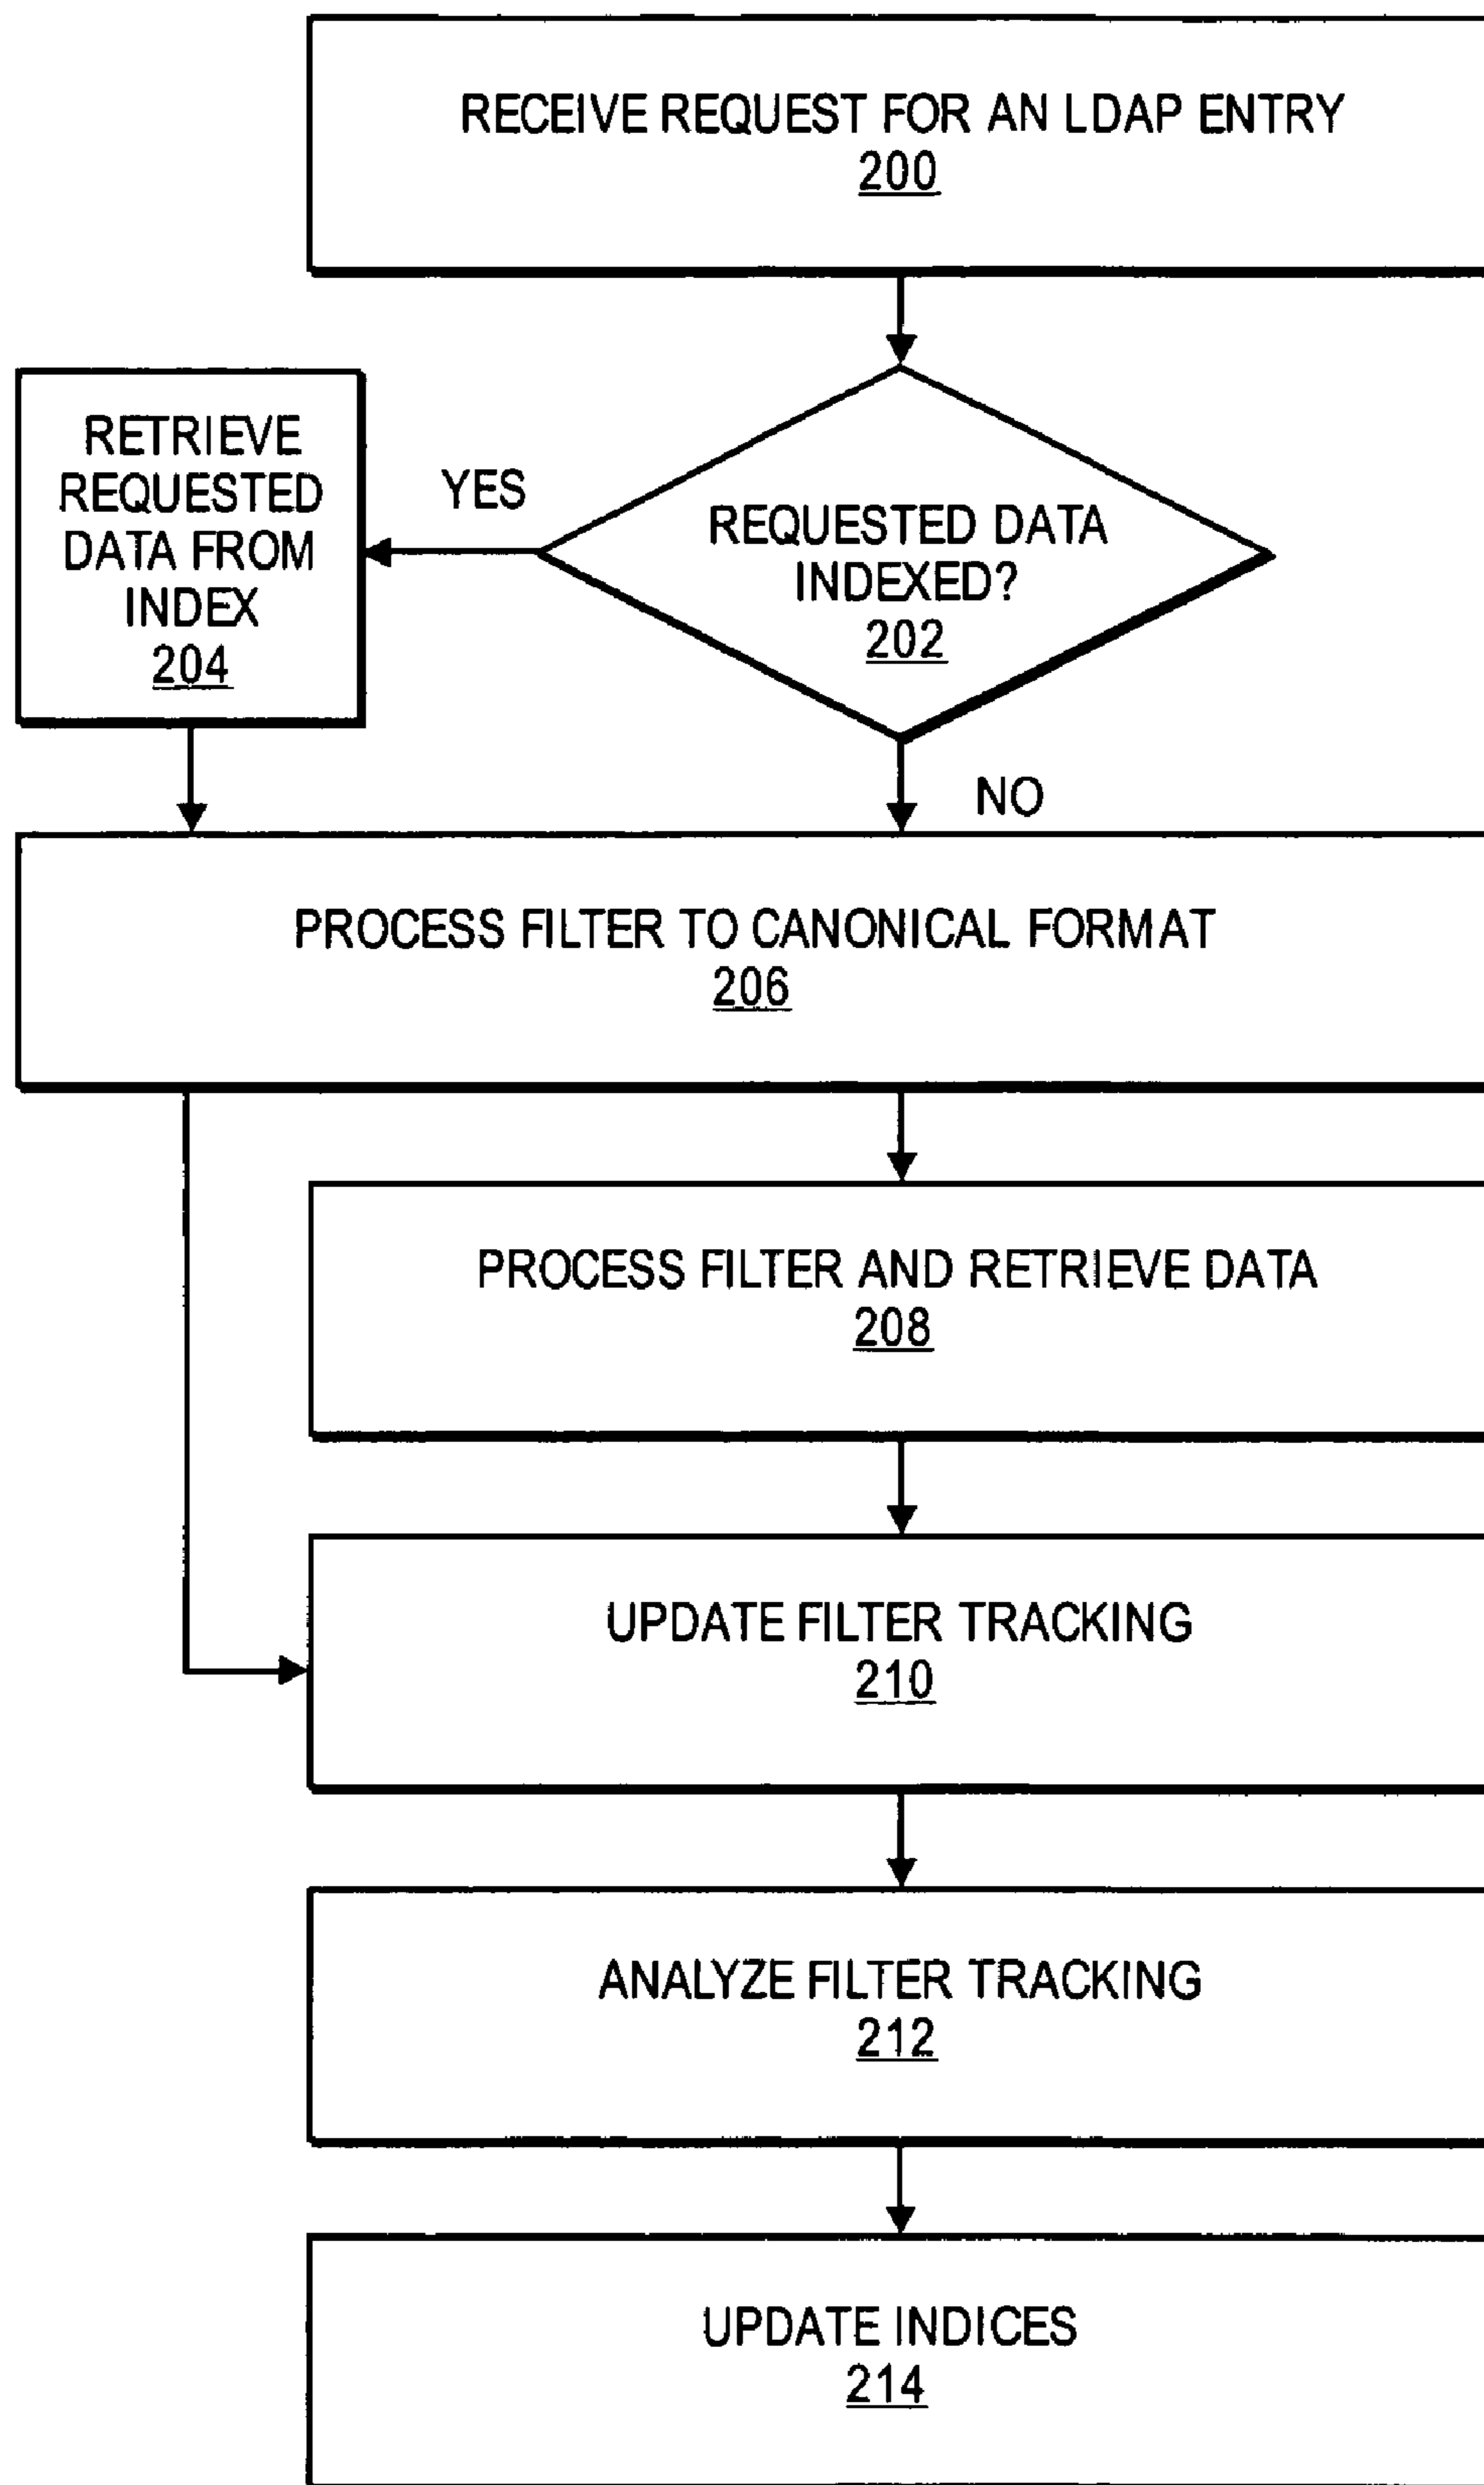 RECEIVE REQUEST FOR AN LDAP ENTRY
200
RETRIEVE
REQUESTED
DATA FROM
INDEX
204
YES
REQUESTED DATA
INDEXED?
202
NO
PROCESS FILTER TO CANONICAL FORMAT
206
PROCESS FILTER AND RETRIEVE DATA
208
UPDATE FILTER TRACKING
210
ANALYZE FILTER TRACKING
212
UPDATE INDICES
214